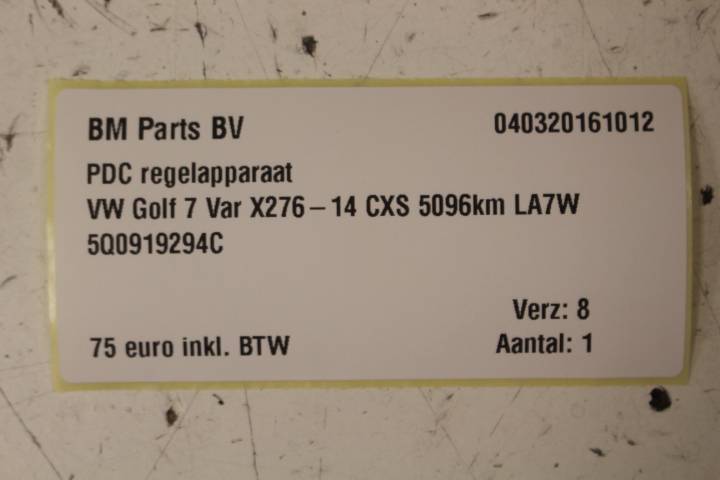 BM Parts BV 040320161012
PDC regelapparaat
VW Golf 7 Var X276–14 CXS 5096km LA7W
5Q0919294C
Verz: 8
75 euro inkl. BTW Aantal: 1